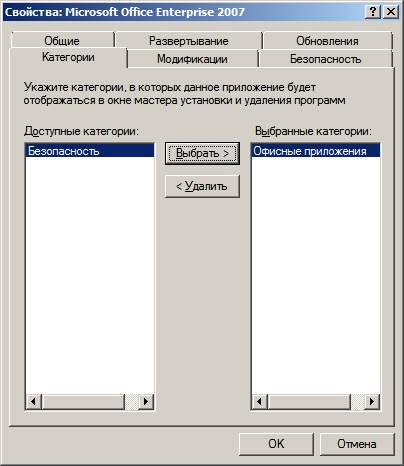 Свойства: Microsoft Office Enterprise 2007
Общие
Развертывание
Обновления
Категории
Модификации
Безопасность
Укажите категории, в которых данное приложение будет
отображаться в окне мастера установки и удаления программ
Доступные категории:
Выбранные категории:
Безопасность
Выбрать >
Офисные приложения
< Удалить
OK
Отмена